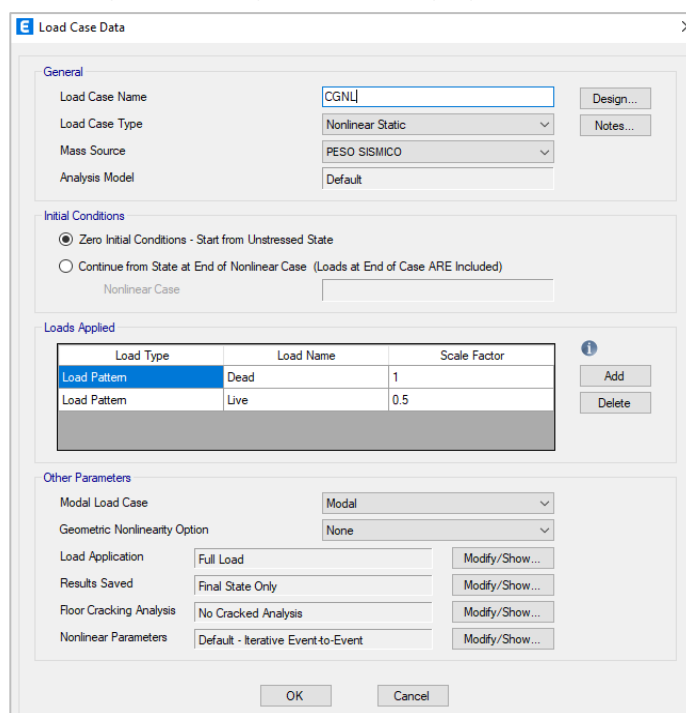 E Load Case Data
General
Load Case Name CGNL Design...
Load Case Type Nonlinear Static Notes...
Mass Source PESO SISMICO
Analysis Model Default
Initial Conditions
Zero Initial Conditions - Start from Unstressed State
Continue from State at End of Nonlinear Case (Loads at End of Case ARE Included)
Nonlinear Case
Loads Applied
Load Type Load Name Scale Factor i
Load Pattern Dead 1 Add
Load Pattern Live 0.5 Delete
Other Parameters
Modal Load Case Modal
Geometric Nonlinearity Option None
Load Application Full Load Modify/Show...
Results Saved Final State Only Modify/Show...
Floor Cracking Analysis No Cracked Analysis Modify/Show...
Nonlinear Parameters Default - Iterative Event-to-Event Modify/Show...
OK Cancel